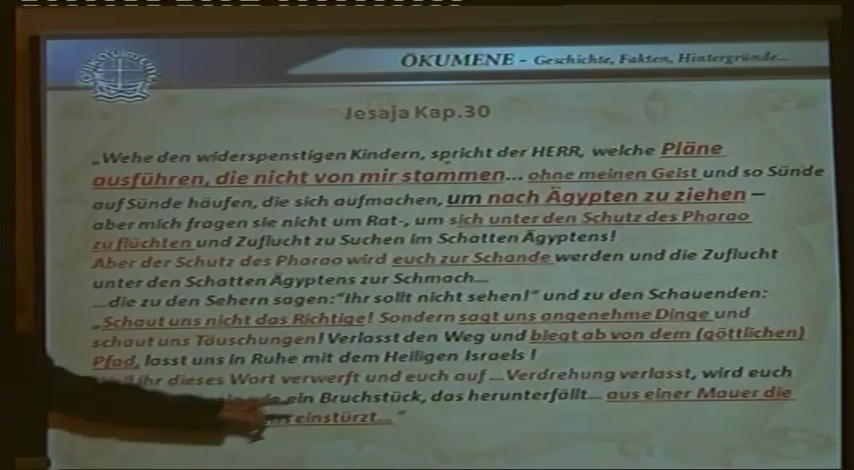 ÖKUMENE - Geschichte, Fakten, Hintergründe...
Jesaja Kap.30
„Wehe den widerspenstigen Kindern, spricht der HERR, welche Pläne
ausführen, die nicht von mir stammen... ohne meinen Geist und so Sünde
auf Sünde häufen, die sich aufmachen, um nach Ägypten zu ziehen –
aber mich fragen sie nicht um Rat-, um sich unter den Schutz des Pharao
zu flüchten und Zuflucht zu Suchen im Schatten Ägyptens!
Aber der Schutz des Pharao wird euch zur Schande werden und die Zuflucht
unter den Schatten Ägyptens zur Schmach...
...die zu den Sehern sagen:"Ihr sollt nicht sehen!" und zu den Schauenden:
„Schaut uns nicht das Richtige! Sondern sagt uns angenehme Dinge und
schaut uns Täuschungen! Verlasst den Weg und biegt ab von dem (göttlichen)
Pfad, lasst uns in Ruhe mit dem Heiligen Israels !
ihr dieses Wort verwerft und euch auf ... Verdrehung verlasst, wird euch
ein Bruchstück, das herunterfällt... aus einer Mauer die
einstürzt... "